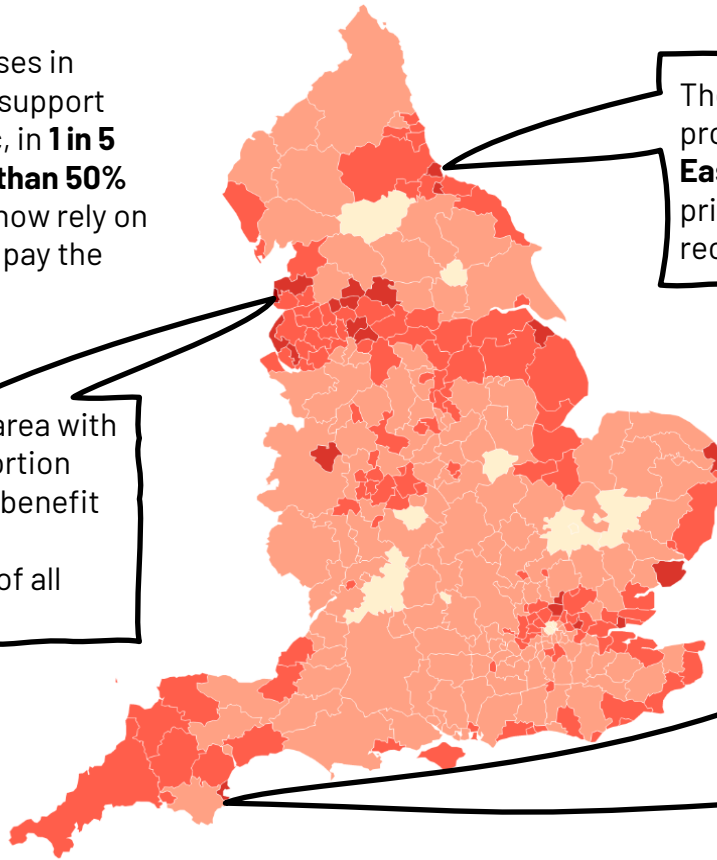 ses in
support
, in 1 in 5
than 50%
now rely on
pay the
The
pro
Eas
pri
rec
area with
ortion
benefit
of all